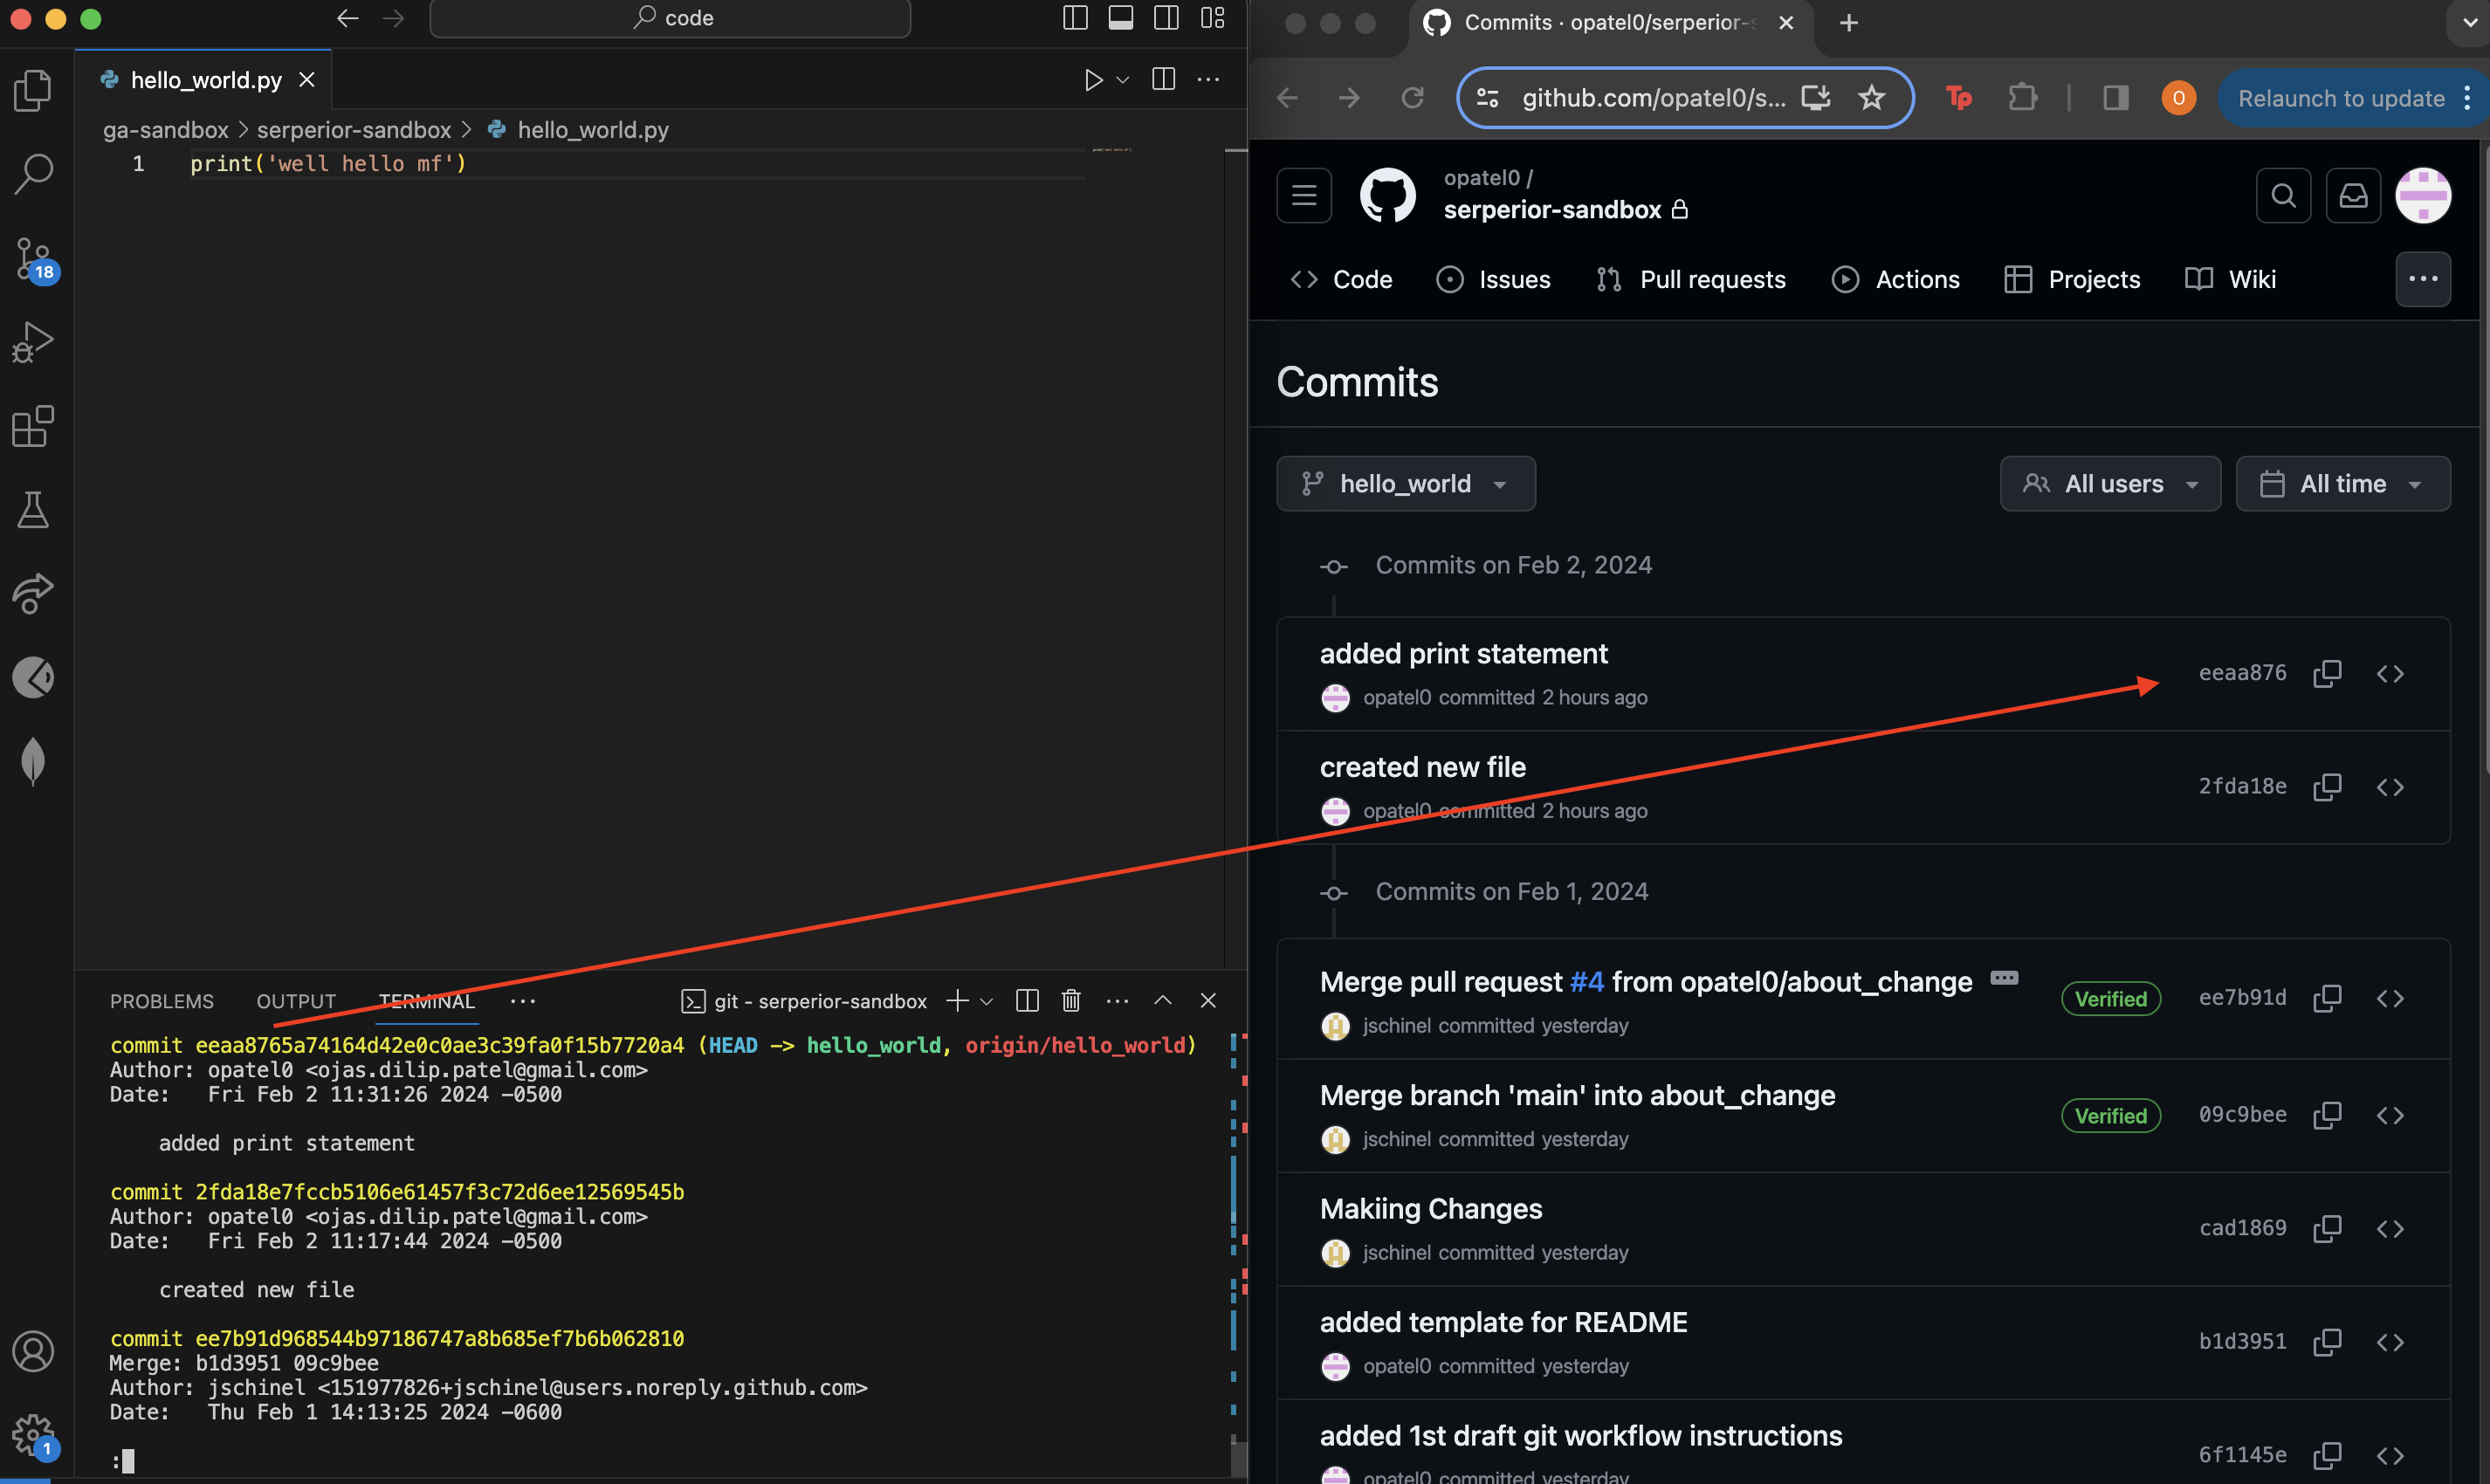 code
hello_world.py
ga-sandbox > serperior-sandbox > hello_world.py
1 print('well hello mf')
18
1
PROBLEMS OUTPUT TERMINAL ... git - serperior-sandbox
commit eeaa8765a74164d42e0c0ae3c39fa0f15b7720a4 (HEAD -> hello_world, origin/hello_world)
Author: opatel0 <ojas.dilip.patel@gmail.com>
Date: Fri Feb 2 11:31:26 2024 -0500
added print statement
commit 2fda18e7fccb5106e61457f3c72d6ee12569545b
Author: opatel0 <ojas.dilip.patel@gmail.com>
Date: Fri Feb 2 11:17:44 2024 -0500
created new file
commit ee7b91d968544b97186747a8b685ef7b6b062810
Merge: b1d3951 09c9bee
Author: jschinel <151977826+jschinel@users.noreply.github.com>
Date: Thu Feb 1 14:13:25 2024 -0600
:
Commits · opatel0/serperior-
github.com/opatel0/s... Tp O Relaunch to update
opatel0 /
serperior-sandbox
Code Issues Pull requests Actions Projects Wiki
Commits
hello_world All users All time
Commits on Feb 2, 2024
added print statement
eeaa876
opatel0 committed 2 hours ago
created new file
2fda18e
opatel0 committed 2 hours ago
Commits on Feb 1, 2024
Merge pull request #4 from opatel0/about_change
Verified ee7b91d
jschinel committed yesterday
Merge branch 'main' into about_change
Verified 09c9bee
jschinel committed yesterday
Makiing Changes
cad1869
jschinel committed yesterday
added template for README
b1d3951
opatel0 committed yesterday
added 1st draft git workflow instructions
6f1145e
opatel0 committed yesterday